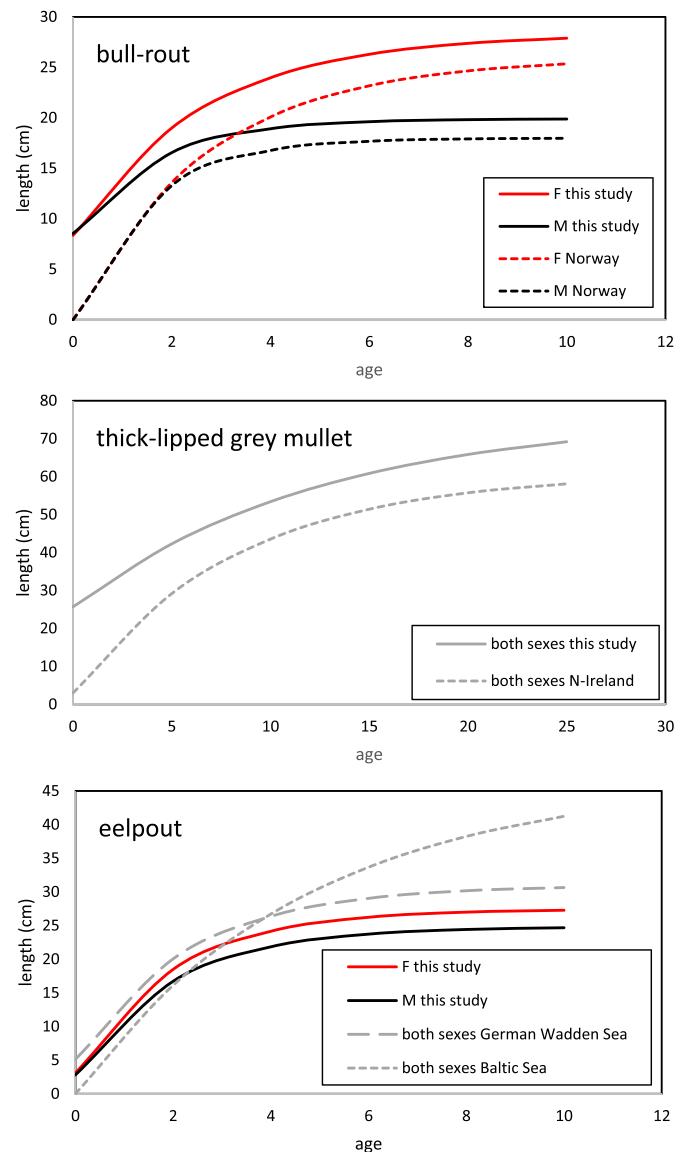 30
25
20
15
10
5
0
length (cm)
bull-rout
F this study
M this study
F Norway
M Norway
0 2 4 6 8 10 12
age
80
70
60
50
40
30
20
10
0
length (cm)
thick-lipped grey mullet
both sexes this study
both sexes N-Ireland
0 5 10 15 20 25 30
age
45
40
35
30
25
20
15
10
5
0
length (cm)
eelpout
F this study
M this study
both sexes German Wadden Sea
both sexes Baltic Sea
0 2 4 6 8 10 12
age